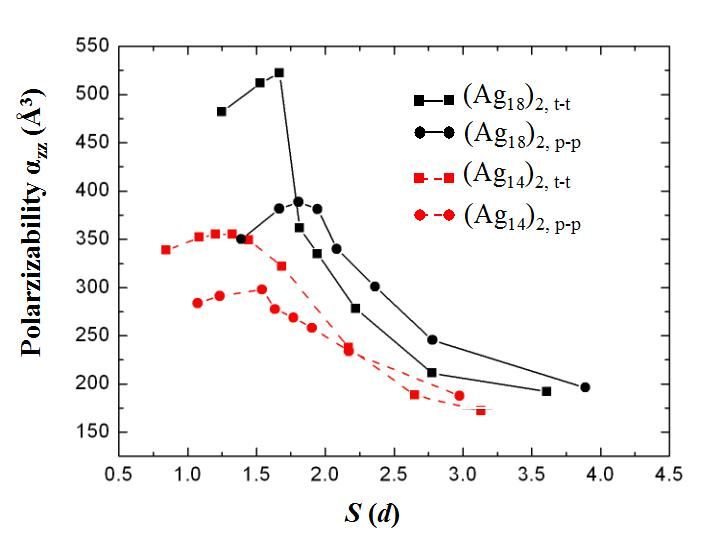 550
500
450
400
350
300
250
200
150
Polarzizability α_zz (Å³)
(Ag₁₈)₂, t-t
(Ag₁₈)₂, p-p
(Ag₁₄)₂, t-t
(Ag₁₄)₂, p-p
0.5 1.0 1.5 2.0 2.5 3.0 3.5 4.0 4.5
S (d)